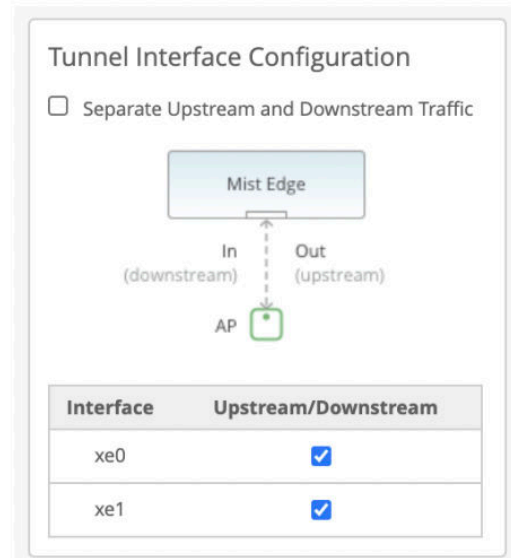 Tunnel Interface Configuration
Separate Upstream and Downstream Traffic
Mist Edge
In Out
(downstream) (upstream)
AP
Interface Upstream/Downstream
xe0
xe1